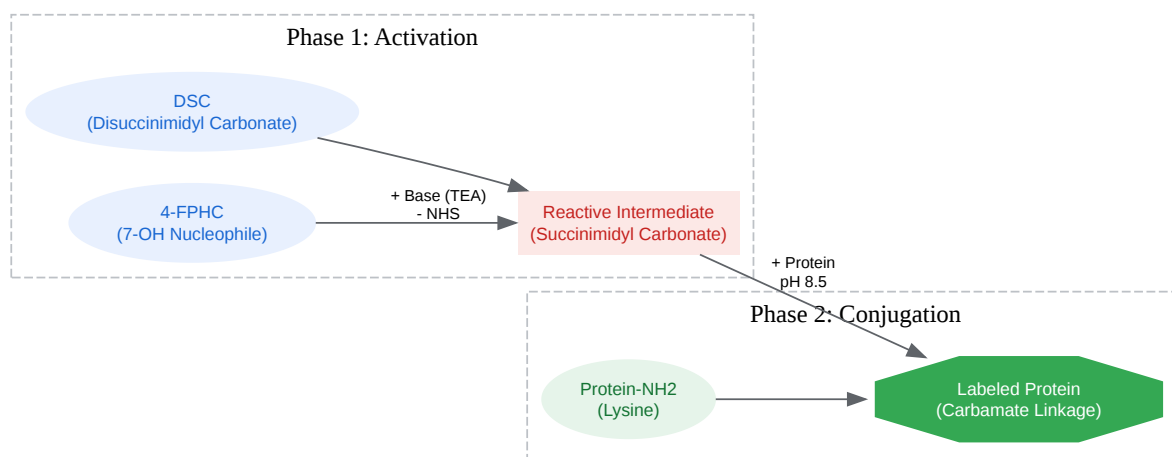 Phase 1: Activation
DSC
(Disuccinimidyl Carbonate)
4-FPHC
(7-OH Nucleophile)
+ Base (TEA)
- NHS
Reactive Intermediate
(Succinimidyl Carbonate)
+ Protein
pH 8.5
Phase 2: Conjugation
Protein-NH2
(Lysine)
Labeled Protein
(Carbamate Linkage)